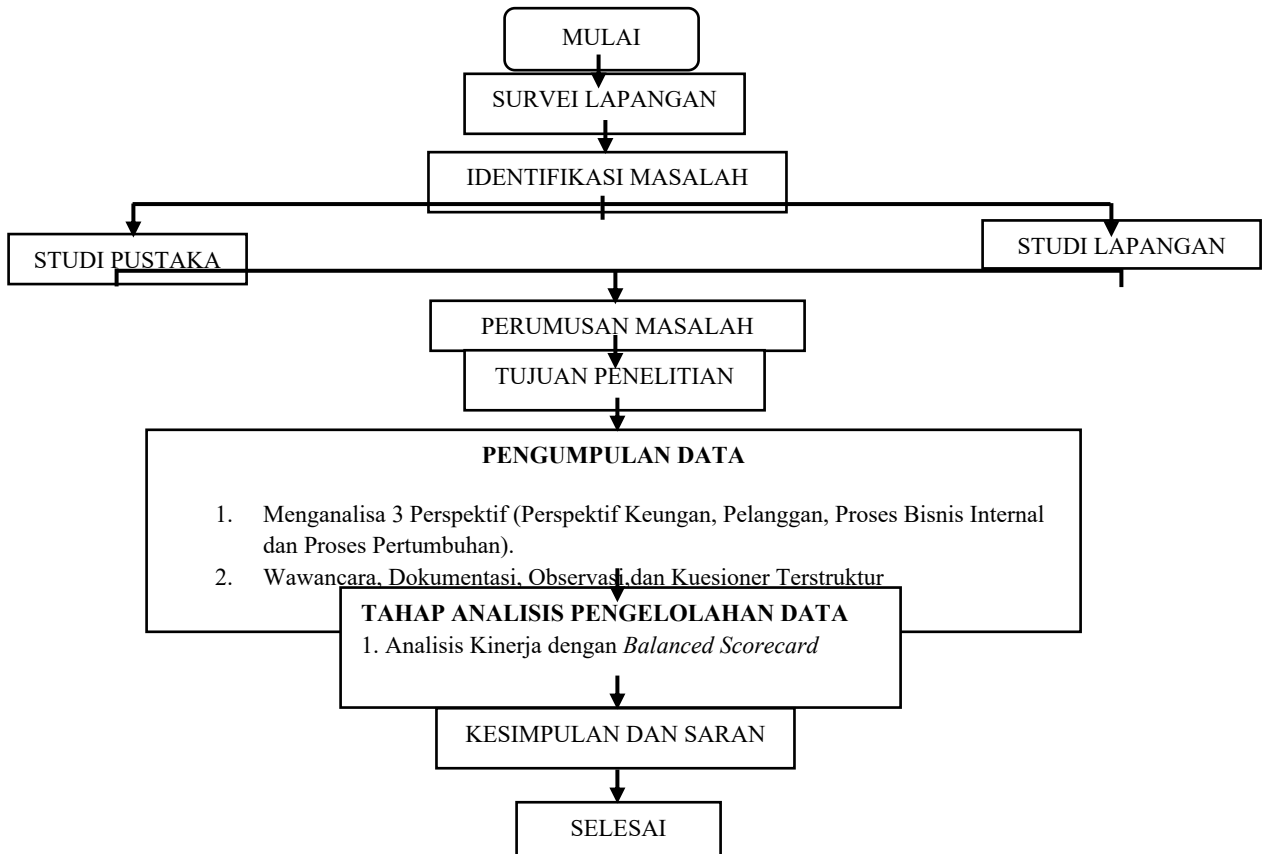 MULAI
SURVEI LAPANGAN
IDENTIFIKASI MASALAH
STUDI PUSTAKA
STUDI LAPANGAN
PERUMUSAN MASALAH
TUJUAN PENELITIAN
PENGUMPULAN DATA
1. Menganalisa 3 Perspektif (Perspektif Keungan, Pelanggan, Proses Bisnis Internal
dan Proses Pertumbuhan).
2. Wawancara, Dokumentasi, Observasi,dan Kuesioner Terstruktur
TAHAP ANALISIS PENGELOLAHAN DATA
1. Analisis Kinerja dengan Balanced Scorecard
KESIMPULAN DAN SARAN
SELESAI